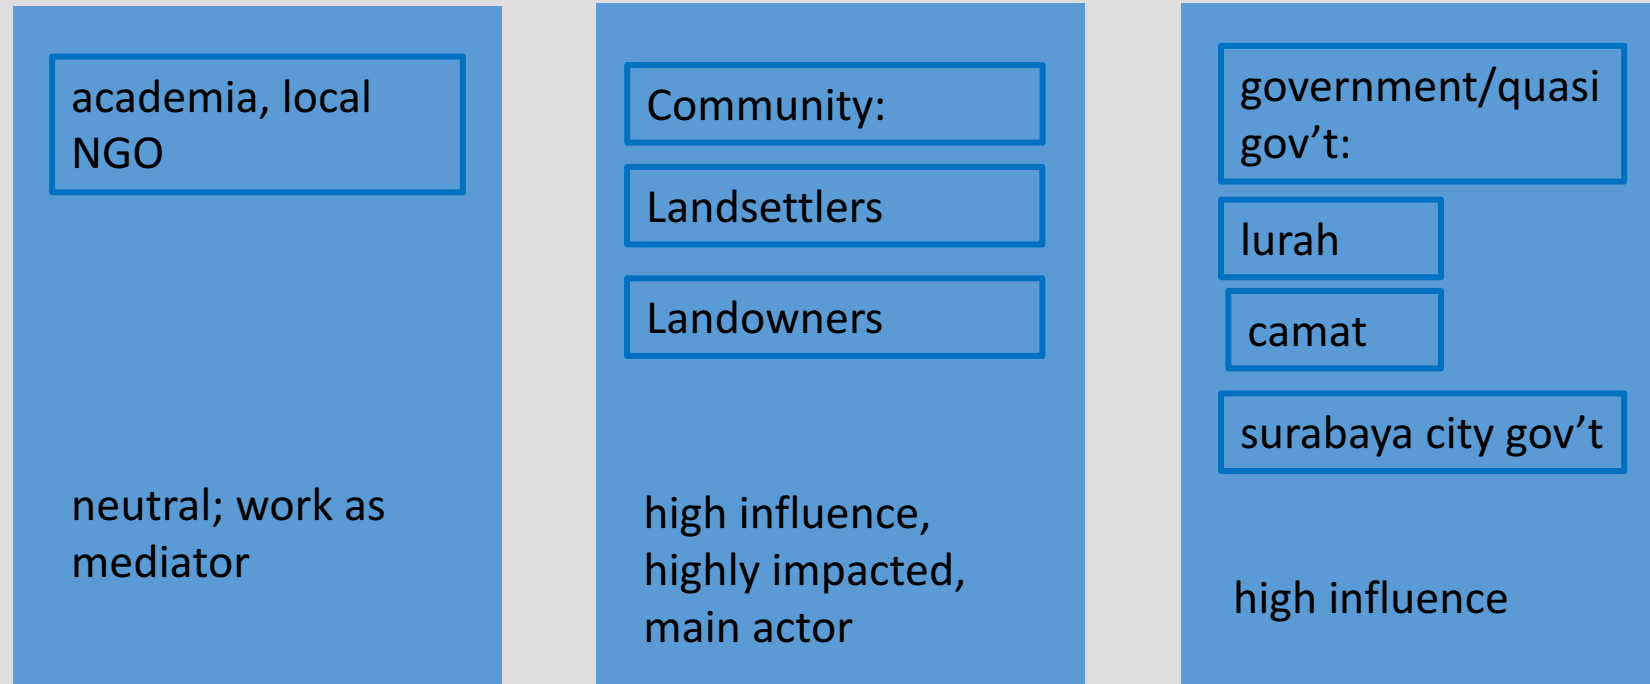 academia, local
NGO
neutral; work as
mediator
Community:
Landsettlers
Landowners
high influence,
highly impacted,
main actor
government/quasi
gov’t:
lurah
camat
surabaya city gov’t
high influence